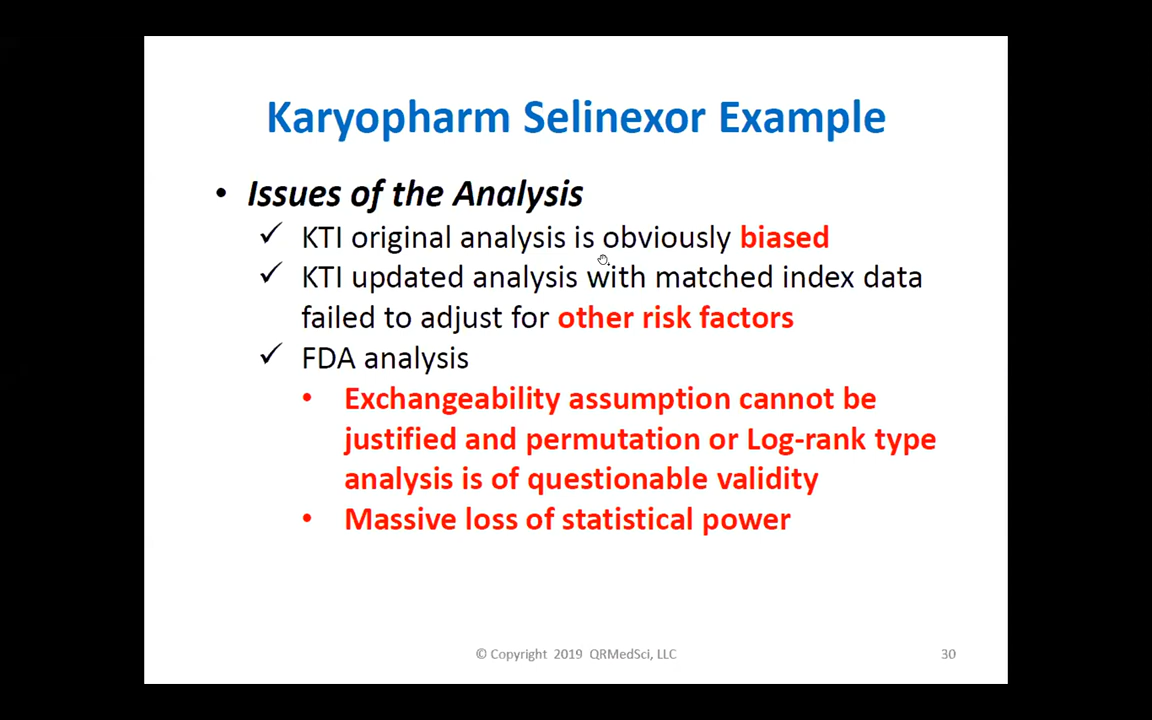 Karyopharm Selinexor Example
• Issues of the Analysis
✓ KTI original analysis is obviously biased
✓ KTI updated analysis with matched index data
failed to adjust for other risk factors
✓ FDA analysis
• Exchangeability assumption cannot be
justified and permutation or Log-rank type
analysis is of questionable validity
• Massive loss of statistical power
© Copyright 2019 QRMedSci, LLC
30